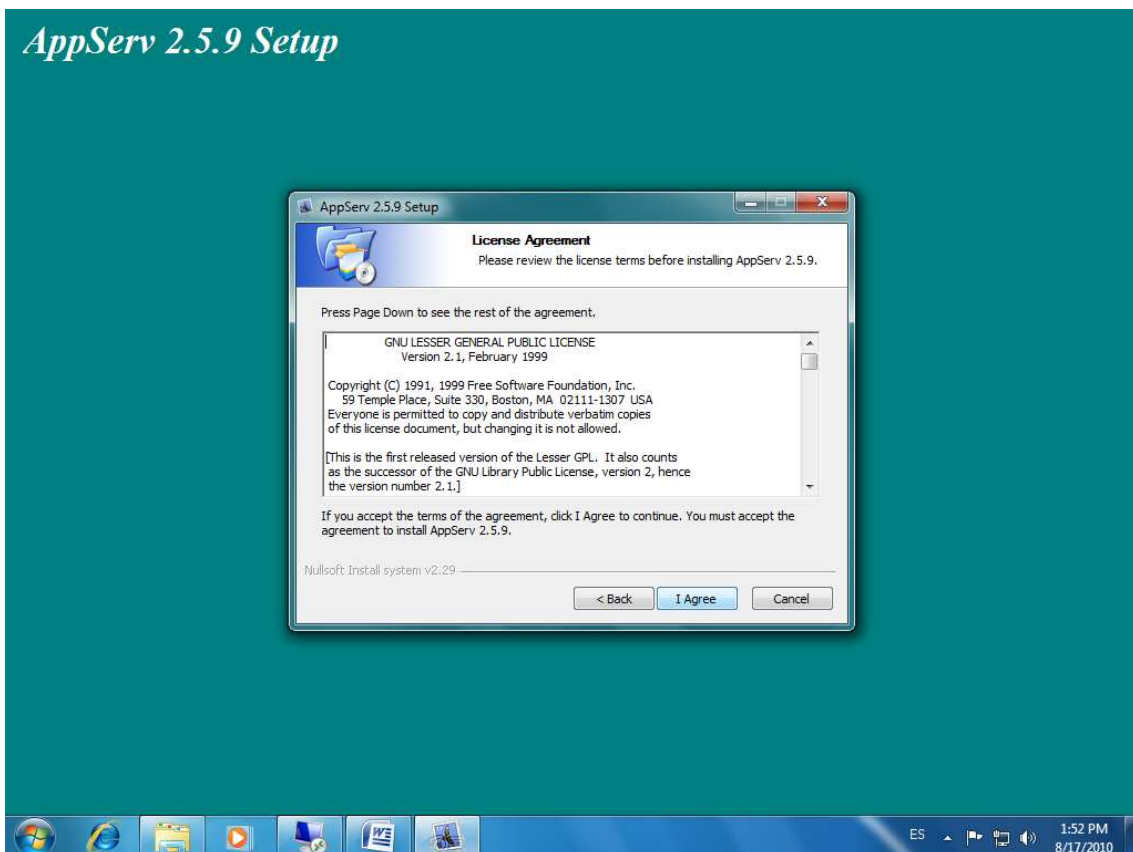 AppServ 2.5.9 Setup
AppServ 2.5.9 Setup
License Agreement
Please review the license terms before installing AppServ 2.5.9.
Press Page Down to see the rest of the agreement.
GNU LESSER GENERAL PUBLIC LICENSE
Version 2.1, February 1999
Copyright (C) 1991, 1999 Free Software Foundation, Inc.
59 Temple Place, Suite 330, Boston, MA 02111-1307 USA
Everyone is permitted to copy and distribute verbatim copies
of this license document, but changing it is not allowed.
[This is the first released version of the Lesser GPL. It also counts
as the successor of the GNU Library Public License, version 2, hence
the version number 2.1.]
If you accept the terms of the agreement, click I Agree to continue. You must accept the
agreement to install AppServ 2.5.9.
Nullsoft Install system v2.29
< Back I Agree Cancel
ES 1:52 PM
8/17/2010